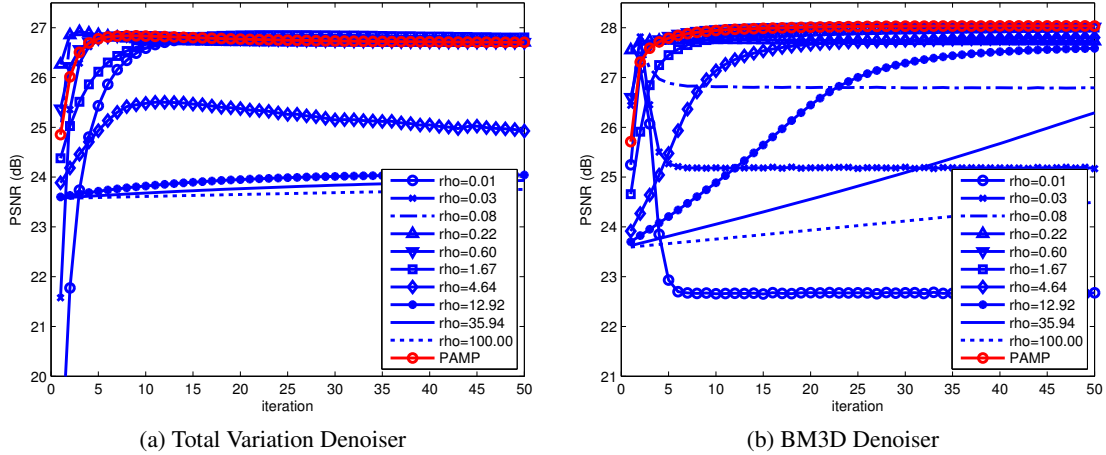 27
26
25
24
23
22
21
20
PSNR (dB)
0 5 10 15 20 25 30 35 40 45 50
iteration
rho=0.01
rho=0.03
rho=0.08
rho=0.22
rho=0.60
rho=1.67
rho=4.64
rho=12.92
rho=35.94
rho=100.00
PAMP
(a) Total Variation Denoiser
28
27
26
25
24
23
22
21
PSNR (dB)
0 5 10 15 20 25 30 35 40 45 50
iteration
rho=0.01
rho=0.03
rho=0.08
rho=0.22
rho=0.60
rho=1.67
rho=4.64
rho=12.92
rho=35.94
rho=100.00
PAMP
(b) BM3D Denoiser